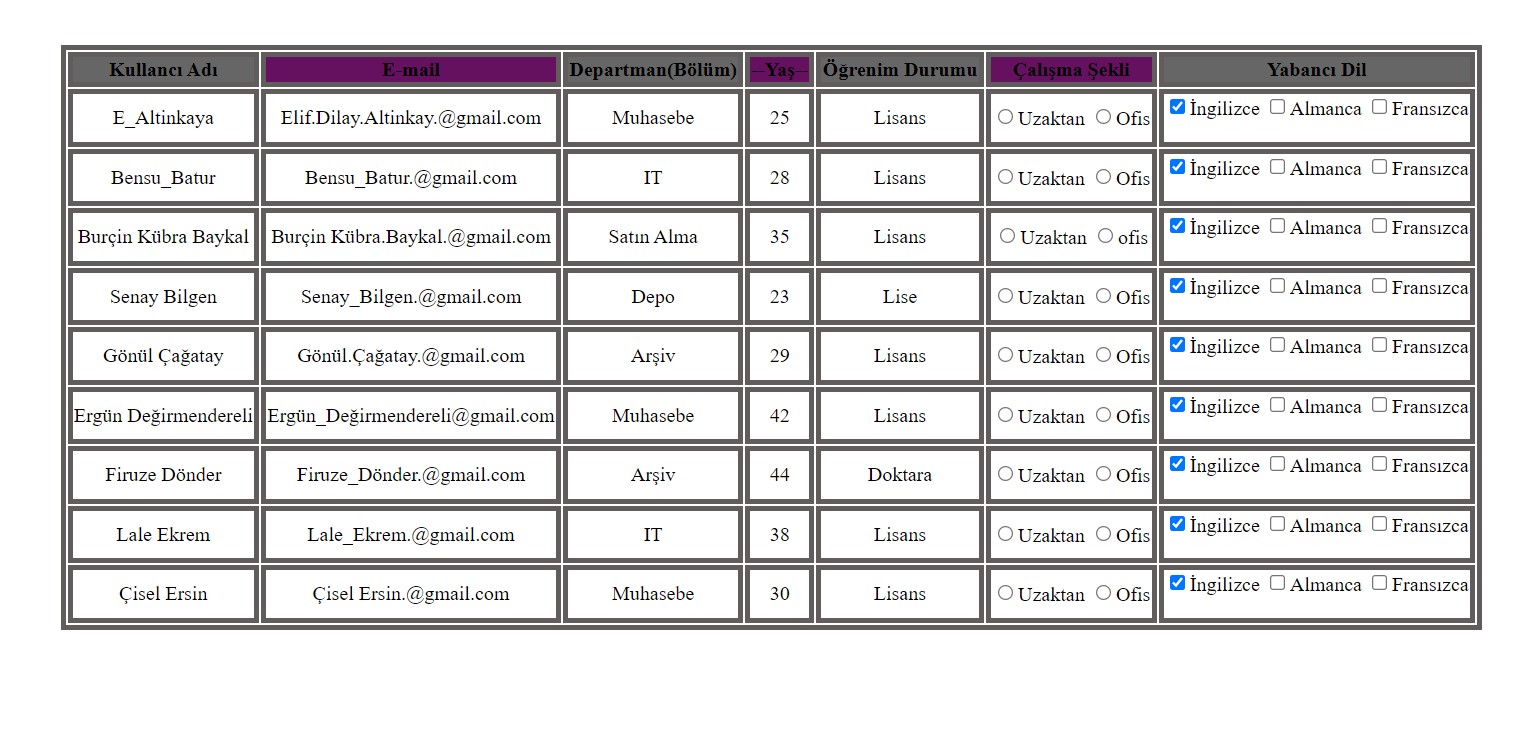 Kullancı Adı E-mail Departman(Bölüm) --Yaş-- Öğrenim Durumu Çalışma Şekli Yabancı Dil
E_Altinkaya Elif.Dilay.Altinkay.@gmail.com Muhasebe 25 Lisans Uzaktan Ofis İngilizce Almanca Fransızca
Bensu_Batur Bensu_Batur.@gmail.com IT 28 Lisans Uzaktan Ofis İngilizce Almanca Fransızca
Burçin Kübra Baykal Burçin Kübra.Baykal.@gmail.com Satın Alma 35 Lisans Uzaktan ofis İngilizce Almanca Fransızca
Senay Bilgen Senay_Bilgen.@gmail.com Depo 23 Lise Uzaktan Ofis İngilizce Almanca Fransızca
Gönül Çağatay Gönül.Çağatay.@gmail.com Arşiv 29 Lisans Uzaktan Ofis İngilizce Almanca Fransızca
Ergün Değirmendereli Ergün_Değirmendereli@gmail.com Muhasebe 42 Lisans Uzaktan Ofis İngilizce Almanca Fransızca
Firuze Dönder Firuze_Dönder.@gmail.com Arşiv 44 Doktara Uzaktan Ofis İngilizce Almanca Fransızca
Lale Ekrem Lale_Ekrem.@gmail.com IT 38 Lisans Uzaktan Ofis İngilizce Almanca Fransızca
Çisel Ersin Çisel Ersin.@gmail.com Muhasebe 30 Lisans Uzaktan Ofis İngilizce Almanca Fransızca